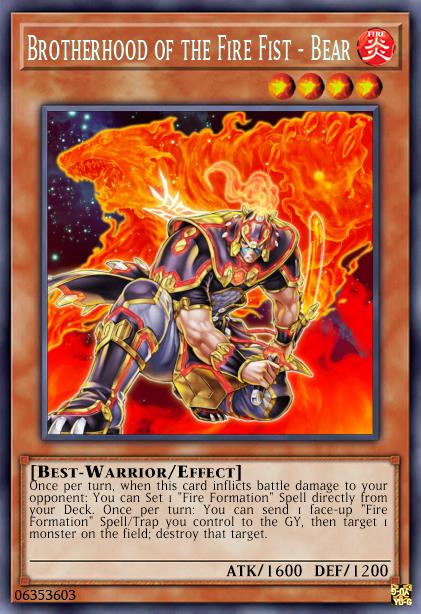 Brotherhood of the Fire Fist - Bear
FIRE
炎
[Best-Warrior/Effect]
Once per turn, when this card inflicts battle damage to your
opponent: You can Set 1 "Fire Formation" Spell directly from
your Deck. Once per turn: You can send 1 face-up "Fire
Formation" Spell/Trap you control to the GY, then target 1
monster on the field; destroy that target.
ATK/1600 DEF/1200
06353603